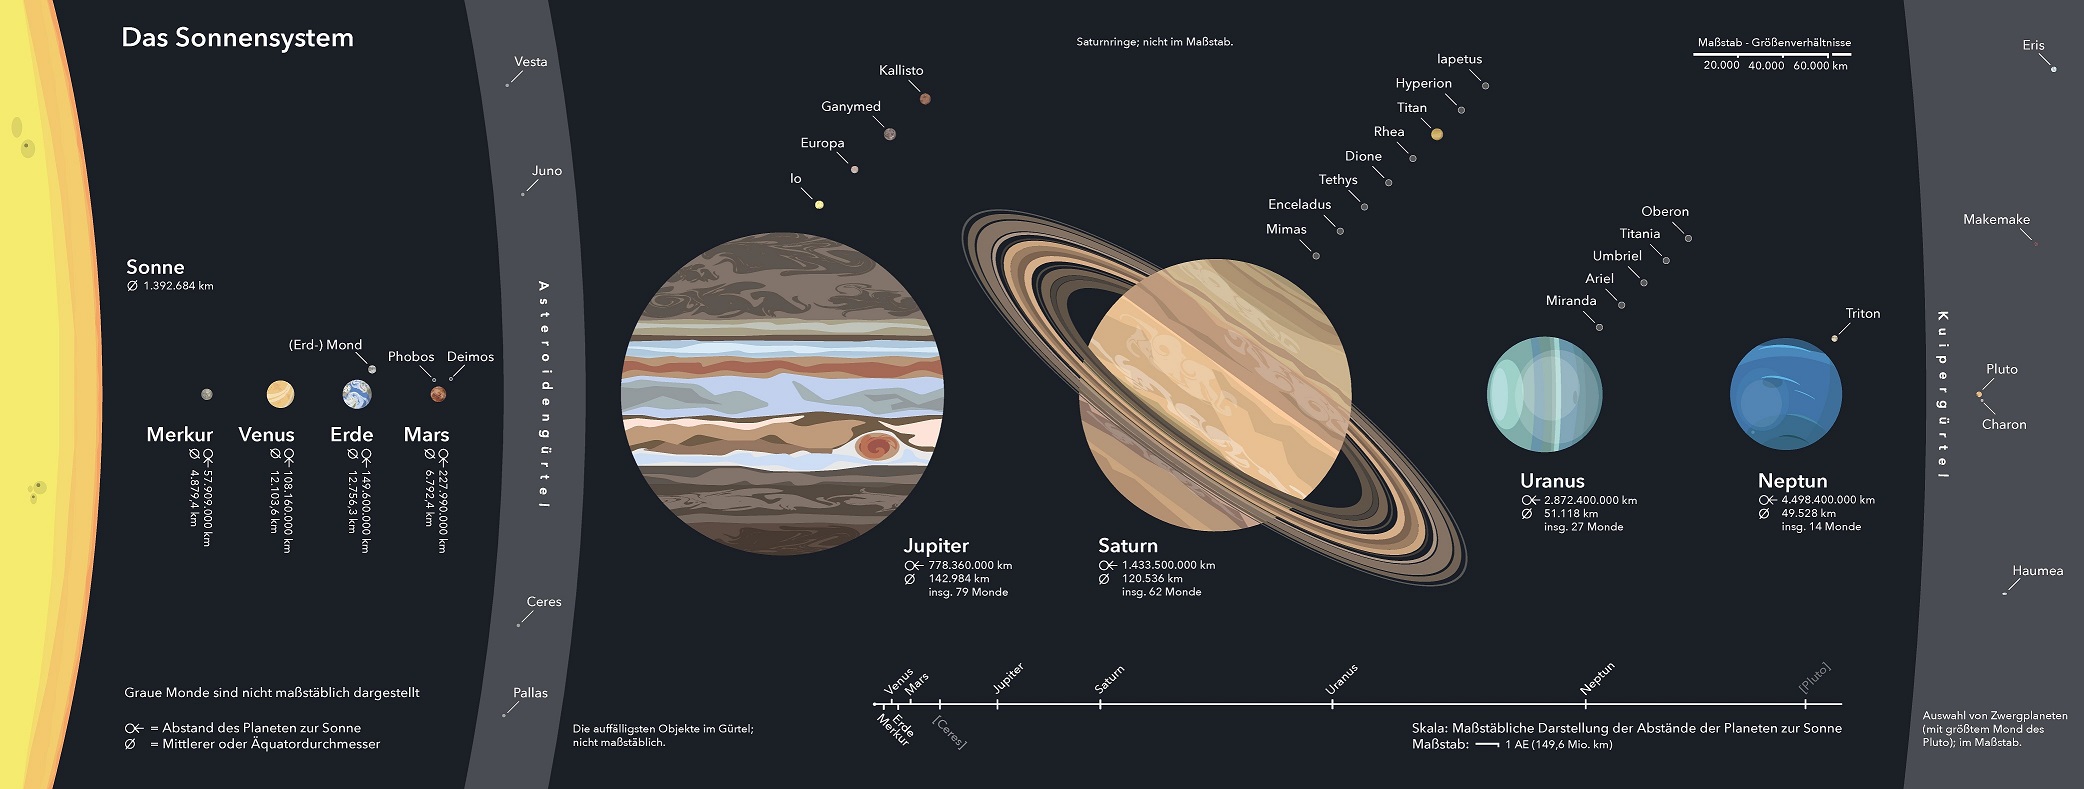 Das Sonnensystem
Sonne
Ø 1.392.684 km
(Erd-) Mond
Phobos
Deimos
Merkur
57.909.000 km
Ø 4.879,4 km
Venus
108.160.000 km
Ø 12.103,6 km
Erde
149.600.000 km
Ø 12.756,3 km
Mars
227.990.000 km
Ø 6.792,4 km
Graue Monde sind nicht maßstäblich dargestellt
= Abstand des Planeten zur Sonne
Ø = Mittlerer oder Äquatordurchmesser
Vesta
Juno
Asteroidengürtel
Ceres
Pallas
Die auffälligsten Objekte im Gürtel;
nicht maßstäblich.
Kallisto
Ganymed
Europa
Io
Jupiter
778.360.000 km
Ø 142.984 km
insg. 79 Monde
Saturnringe; nicht im Maßstab.
Iapetus
Hyperion
Titan
Rhea
Dione
Tethys
Enceladus
Mimas
Saturn
1.433.500.000 km
Ø 120.536 km
insg. 62 Monde
Oberon
Titania
Umbriel
Ariel
Miranda
Uranus
2.872.400.000 km
Ø 51.118 km
insg. 27 Monde
Triton
Neptun
4.498.400.000 km
Ø 49.528 km
insg. 14 Monde
Maßstab - Größenverhältnisse
20.000 40.000 60.000 km
Eris
Makemake
Kuipergürtel
Pluto
Charon
Haumea
Auswahl von Zwergplaneten
(mit größtem Mond des
Pluto); im Maßstab.
Merkur
Venus
Erde
Mars
[Ceres]
Jupiter
Saturn
Uranus
Neptun
[Pluto]
Skala: Maßstäbliche Darstellung der Abstände der Planeten zur Sonne
Maßstab: 1 AE (149,6 Mio. km)